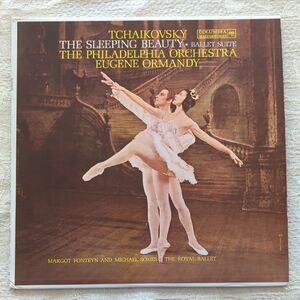 TCHAIKOVSKY
THE SLEEPING BEAUTY • BALLET SUITE
THE PHILADELPHIA ORCHESTRA
EUGENE ORMANDY
COLUMBIA
MASTERWORKS
MARGOT FONTEYN AND MICHAEL SOMES • THE ROYAL BALLET